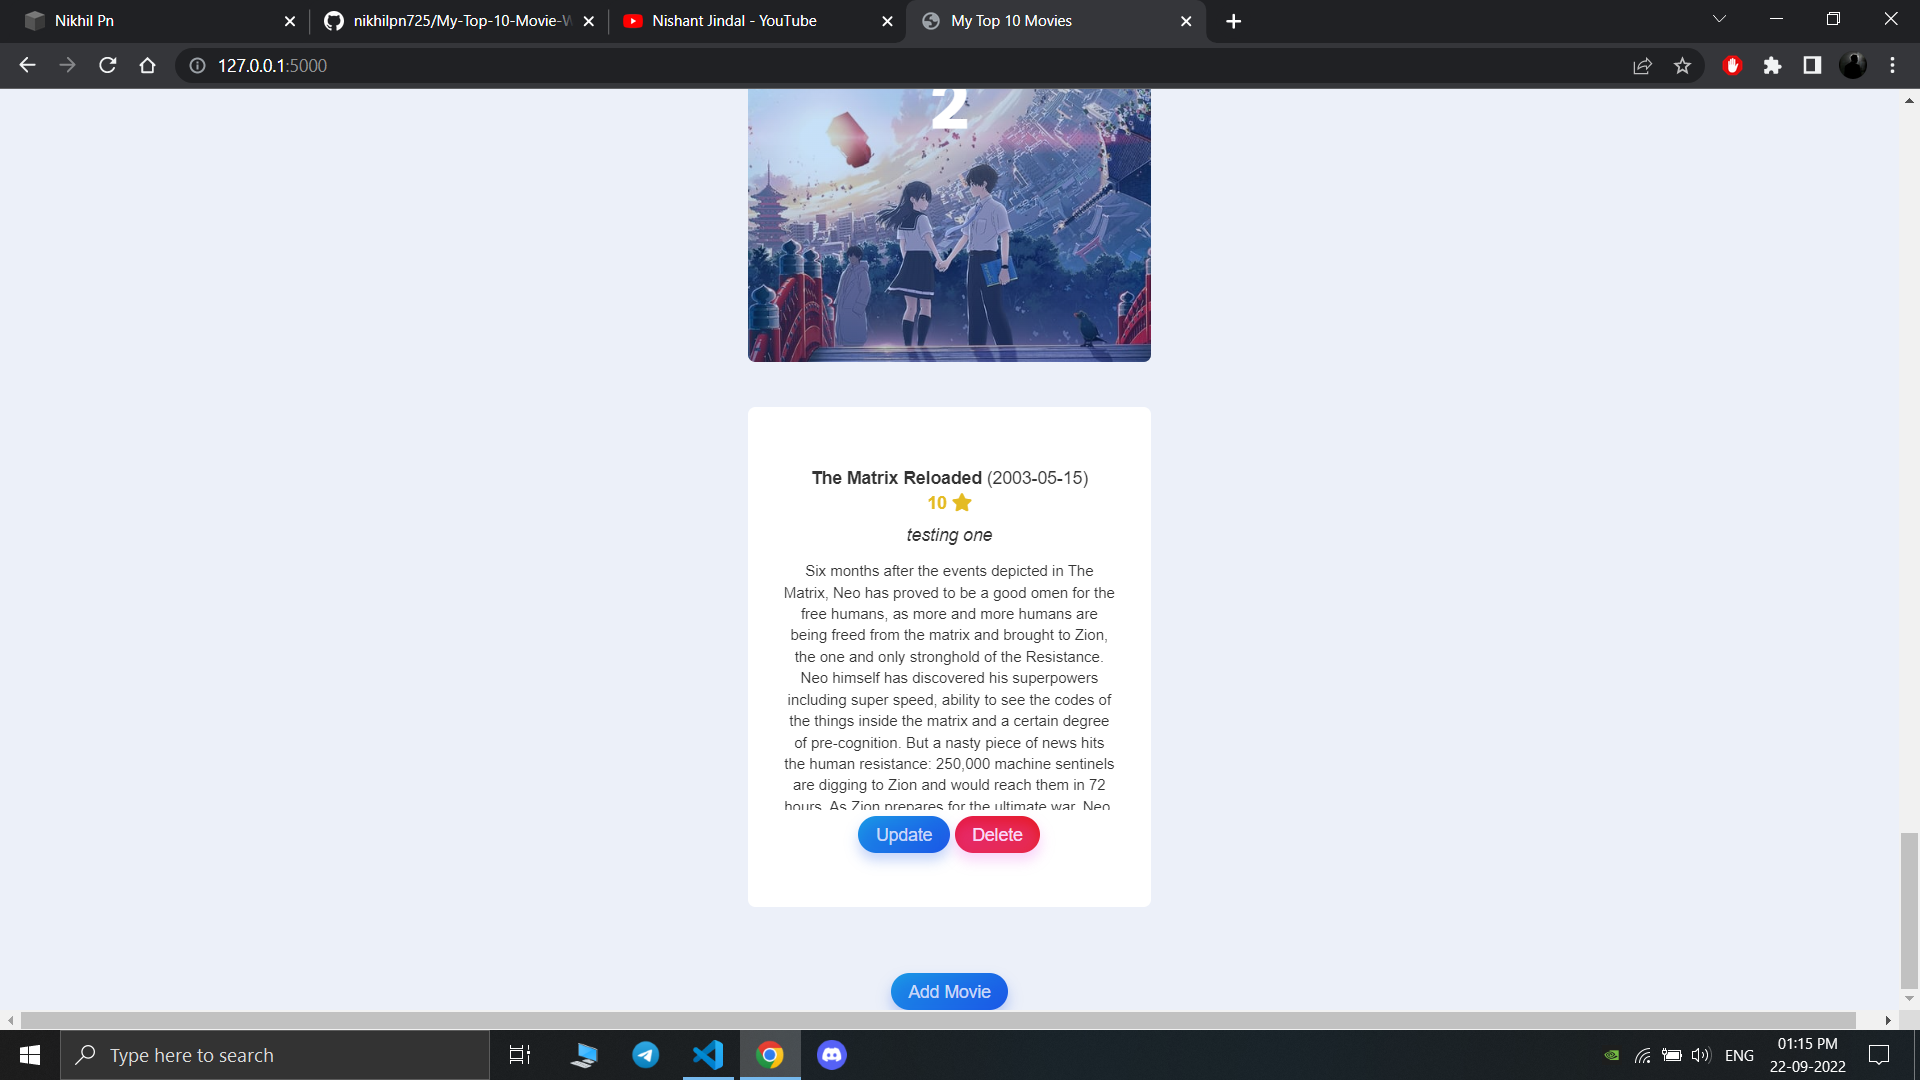 Nikhil Pn
nikhilpn725/My-Top-10-Movie-W
Nishant Jindal - YouTube
My Top 10 Movies
127.0.0.1:5000
2
The Matrix Reloaded (2003-05-15)
10
testing one
Six months after the events depicted in The
Matrix, Neo has proved to be a good omen for the
free humans, as more and more humans are
being freed from the matrix and brought to Zion,
the one and only stronghold of the Resistance.
Neo himself has discovered his superpowers
including super speed, ability to see the codes of
the things inside the matrix and a certain degree
of pre-cognition. But a nasty piece of news hits
the human resistance: 250,000 machine sentinels
are digging to Zion and would reach them in 72
hours. As Zion prepares for the ultimate war, Neo,
Update Delete
Add Movie
Type here to search
ENG
01:15 PM
22-09-2022